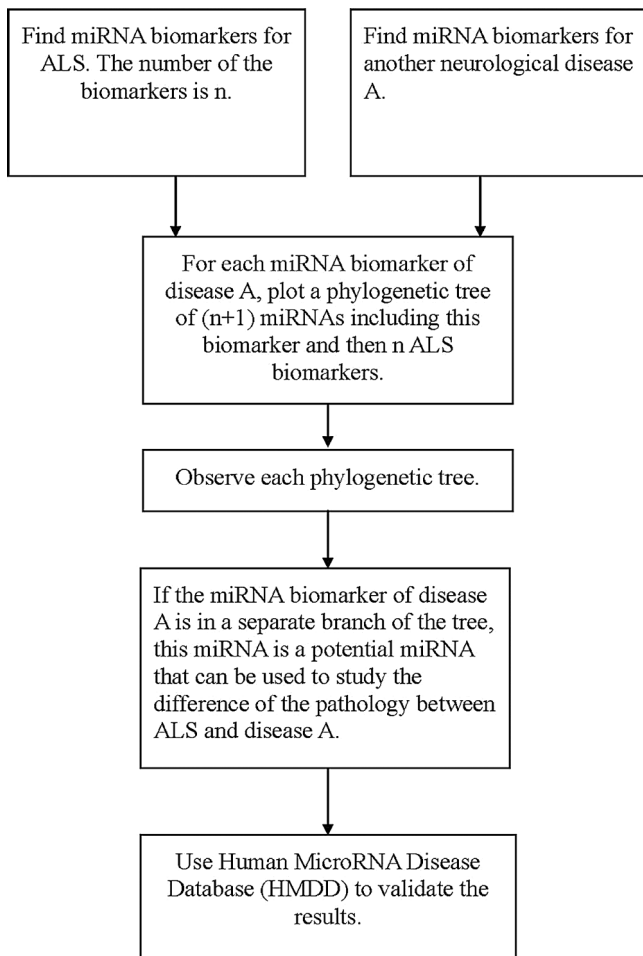 Find miRNA biomarkers for
ALS. The number of the
biomarkers is n.
Find miRNA biomarkers for
another neurological disease
A.
For each miRNA biomarker of
disease A, plot a phylogenetic tree
of (n+1) miRNAs including this
biomarker and then n ALS
biomarkers.
Observe each phylogenetic tree.
If the miRNA biomarker of disease
A is in a separate branch of the tree,
this miRNA is a potential miRNA
that can be used to study the
difference of the pathology between
ALS and disease A.
Use Human MicroRNA Disease
Database (HMDD) to validate the
results.